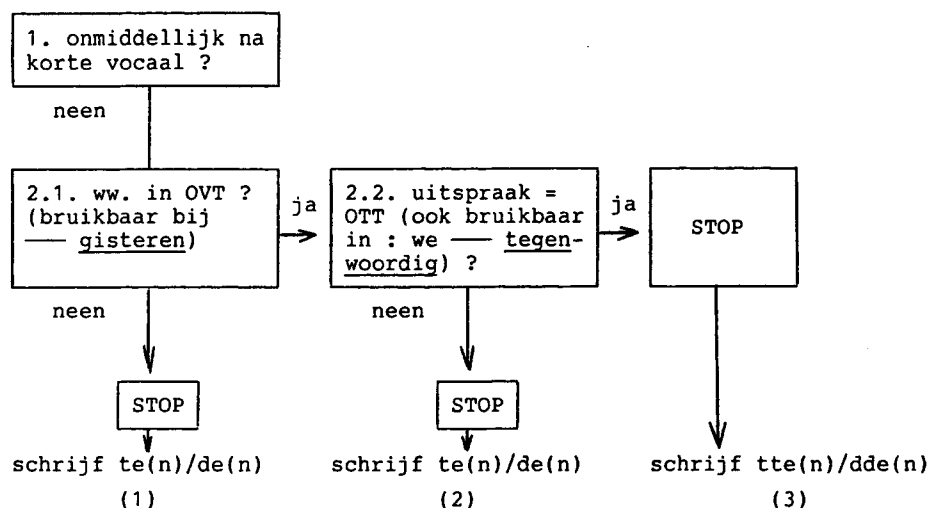 1. onmiddellijk na
korte vocaal ?
neen
2.1. ww. in OVT ?
(bruikbaar bij
—— gisteren)
ja
2.2. uitspraak =
OTT (ook bruikbaar
in : we —— tegen-
woordig) ?
ja
STOP
neen
neen
STOP
STOP
schrijf te(n)/de(n)
(1)
schrijf te(n)/de(n)
(2)
schrijf tte(n)/dde(n)
(3)